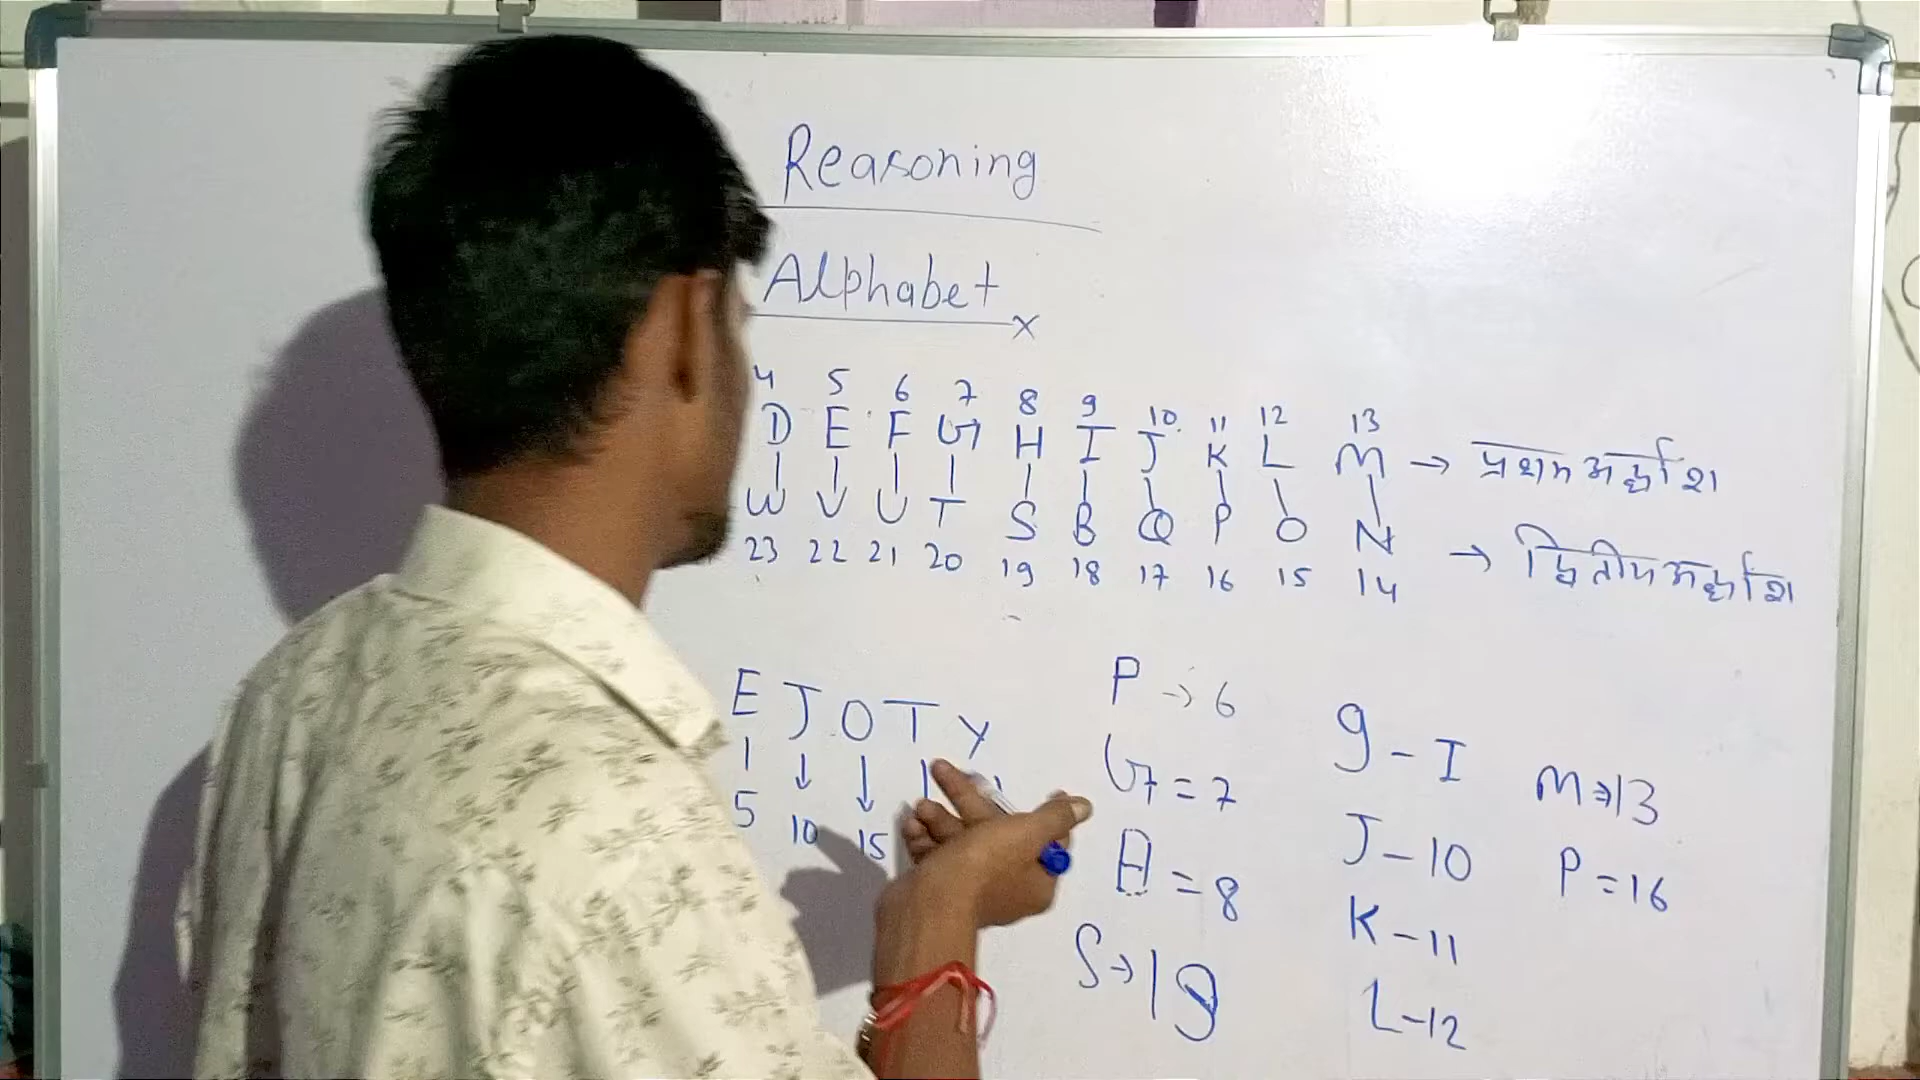 Reasoning
Alphabet x
4 5 6 7 8 9 10 11 12 13
D E F G H I J K L M → प्रथम अर्द्धांश
W V U T S B Q P O N → द्वितीय अर्द्धांश
23 22 21 20 19 18 17 16 15 14
E J O T Y
5 10 15
P → 6
G = 7
H = 8
S → 19
9 - I
J - 10
K - 11
L - 12
M → 13
P = 16